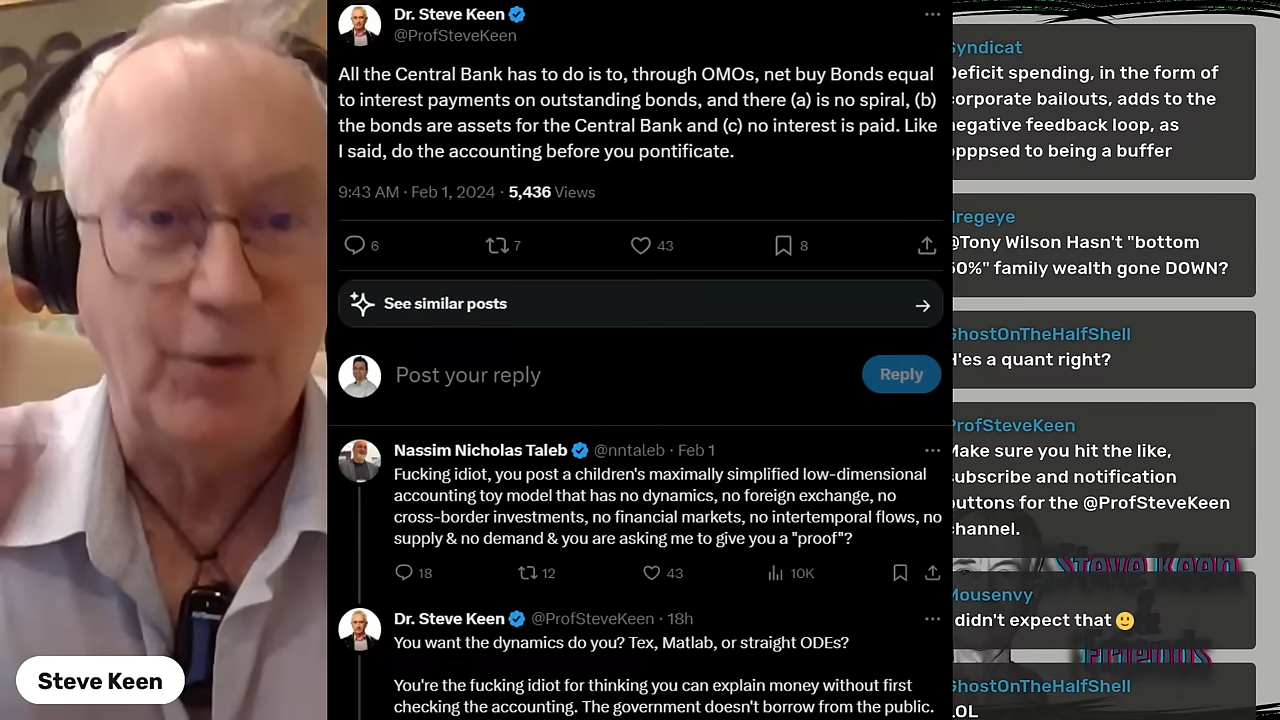 Dr. Steve Keen
@ProfSteveKeen
All the Central Bank has to do is to, through OMOs, net buy Bonds equal
to interest payments on outstanding bonds, and there (a) is no spiral, (b)
the bonds are assets for the Central Bank and (c) no interest is paid. Like
I said, do the accounting before you pontificate.
9:43 AM · Feb 1, 2024 · 5,436 Views
6 7 43 8
See similar posts
Post your reply
Reply
Nassim Nicholas Taleb @nntaleb · Feb 1
Fucking idiot, you post a children's maximally simplified low-dimensional
accounting toy model that has no dynamics, no foreign exchange, no
cross-border investments, no financial markets, no intertemporal flows, no
supply & no demand & you are asking me to give you a "proof"?
18 12 43 10K
Dr. Steve Keen @ProfSteveKeen · 18h
You want the dynamics do you? Tex, Matlab, or straight ODEs?
You're the fucking idiot for thinking you can explain money without first
checking the accounting. The government doesn't borrow from the public.
Steve Keen
Syndicat
Deficit spending, in the form of
corporate bailouts, adds to the
negative feedback loop, as
opppsed to being a buffer
Iregeye
@Tony Wilson Hasn't "bottom
50%" family wealth gone DOWN?
GhostOnTheHalfShell
H'es a quant right?
ProfSteveKeen
Make sure you hit the like,
subscribe and notification
buttons for the @ProfSteveKeen
channel.
Steve Keen
&
Friends
Mousenvy
didn't expect that 🙂
GhostOnTheHalfShell
LOL